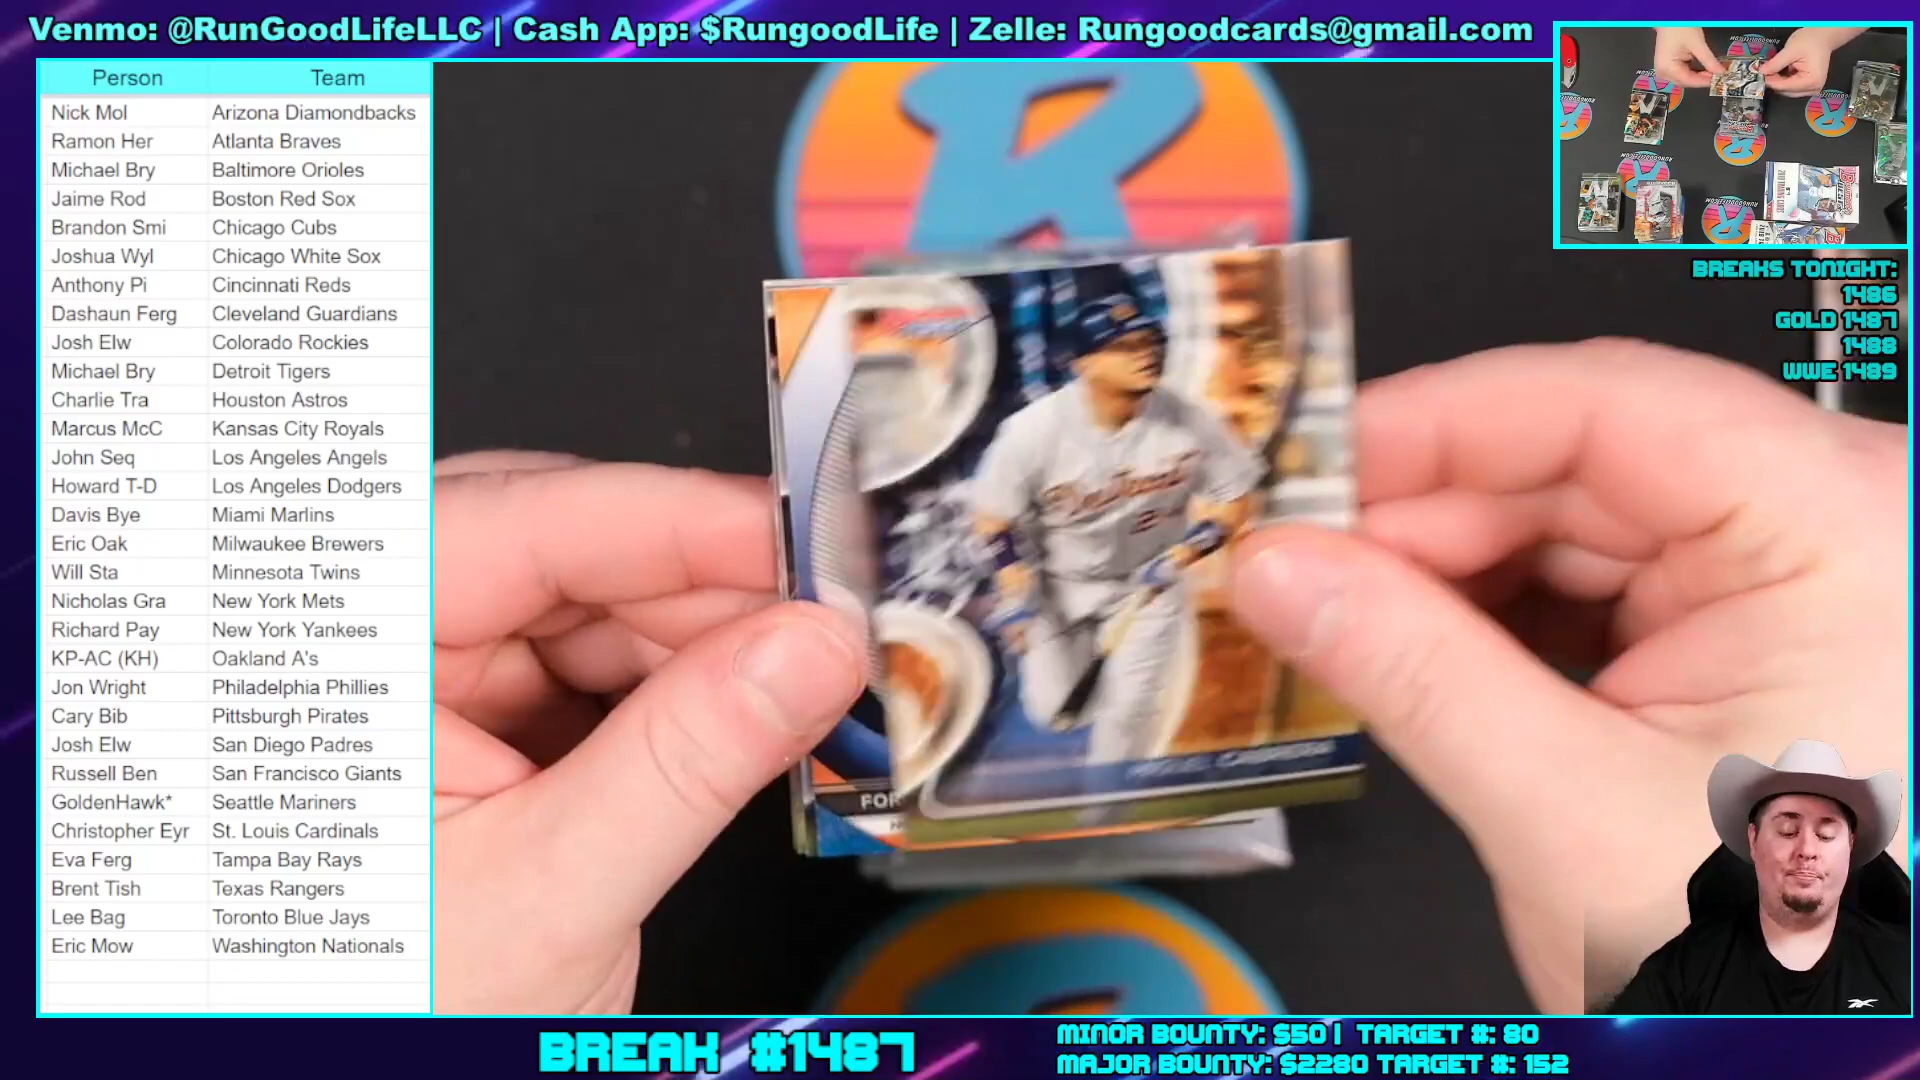 Venmo: @RunGoodLifeLLC | Cash App: $RungoodLife | Zelle: Rungoodcards@gmail.com
Person Team
Nick Mol Arizona Diamondbacks
Ramon Her Atlanta Braves
Michael Bry Baltimore Orioles
Jaime Rod Boston Red Sox
Brandon Smi Chicago Cubs
Joshua Wyl Chicago White Sox
Anthony Pi Cincinnati Reds
Dashaun Ferg Cleveland Guardians
Josh Elw Colorado Rockies
Michael Bry Detroit Tigers
Charlie Tra Houston Astros
Marcus McC Kansas City Royals
John Seq Los Angeles Angels
Howard T-D Los Angeles Dodgers
Davis Bye Miami Marlins
Eric Oak Milwaukee Brewers
Will Sta Minnesota Twins
Nicholas Gra New York Mets
Richard Pay New York Yankees
KP-AC (KH) Oakland A's
Jon Wright Philadelphia Phillies
Cary Bib Pittsburgh Pirates
Josh Elw San Diego Padres
Russell Ben San Francisco Giants
GoldenHawk* Seattle Mariners
Christopher Eyr St. Louis Cardinals
Eva Ferg Tampa Bay Rays
Brent Tish Texas Rangers
Lee Bag Toronto Blue Jays
Eric Mow Washington Nationals
R
FOR
R
BREAKS TONIGHT:
1486
GOLD 1487
1488
WWE 1489
BREAK #1487
MINOR BOUNTY: $50 | TARGET #: 80
MAJOR BOUNTY: $2280 TARGET #: 152